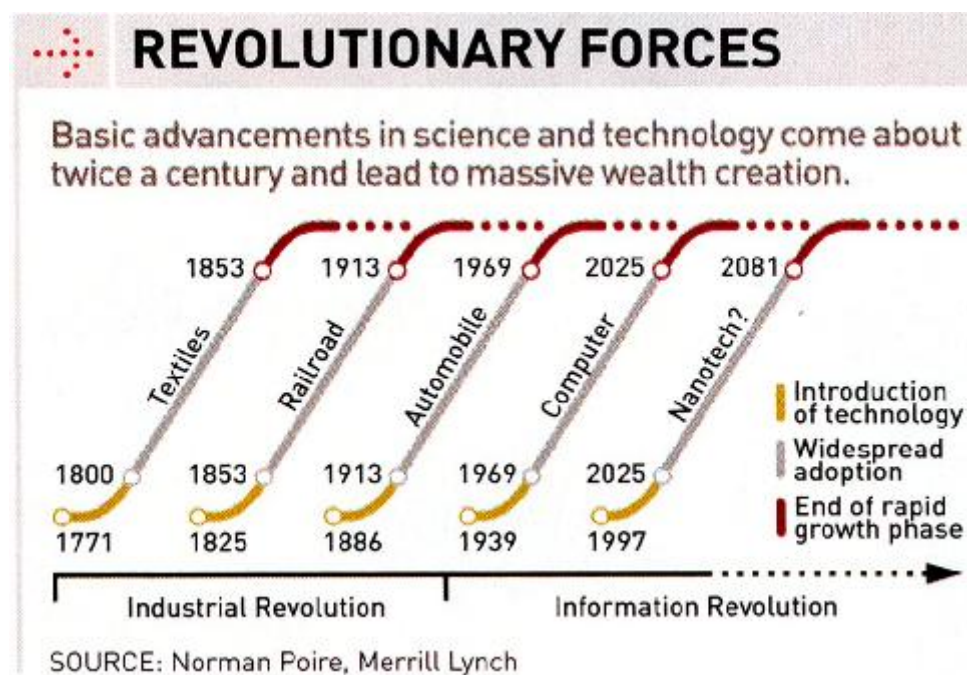 REVOLUTIONARY FORCES
Basic advancements in science and technology come about
twice a century and lead to massive wealth creation.
1853
1913
1969
2025
2081
Textiles
Railroad
Automobile
Computer
Nanotech?
1800
1853
1913
1969
2025
1771
1825
1886
1939
1997
Introduction
of technology
Widespread
adoption
End of rapid
growth phase
Industrial Revolution
Information Revolution
SOURCE: Norman Poire, Merrill Lynch